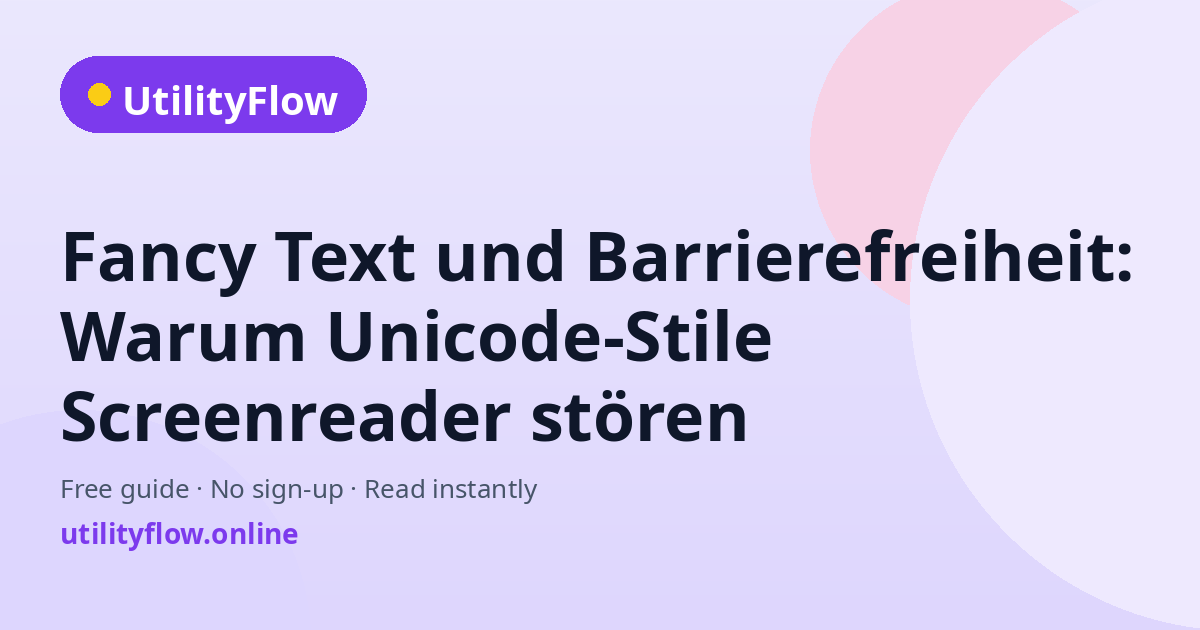 UtilityFlow
Fancy Text und Barrierefreiheit:
Warum Unicode-Stile
Screenreader stören
Free guide · No sign-up · Read instantly
utilityflow.online